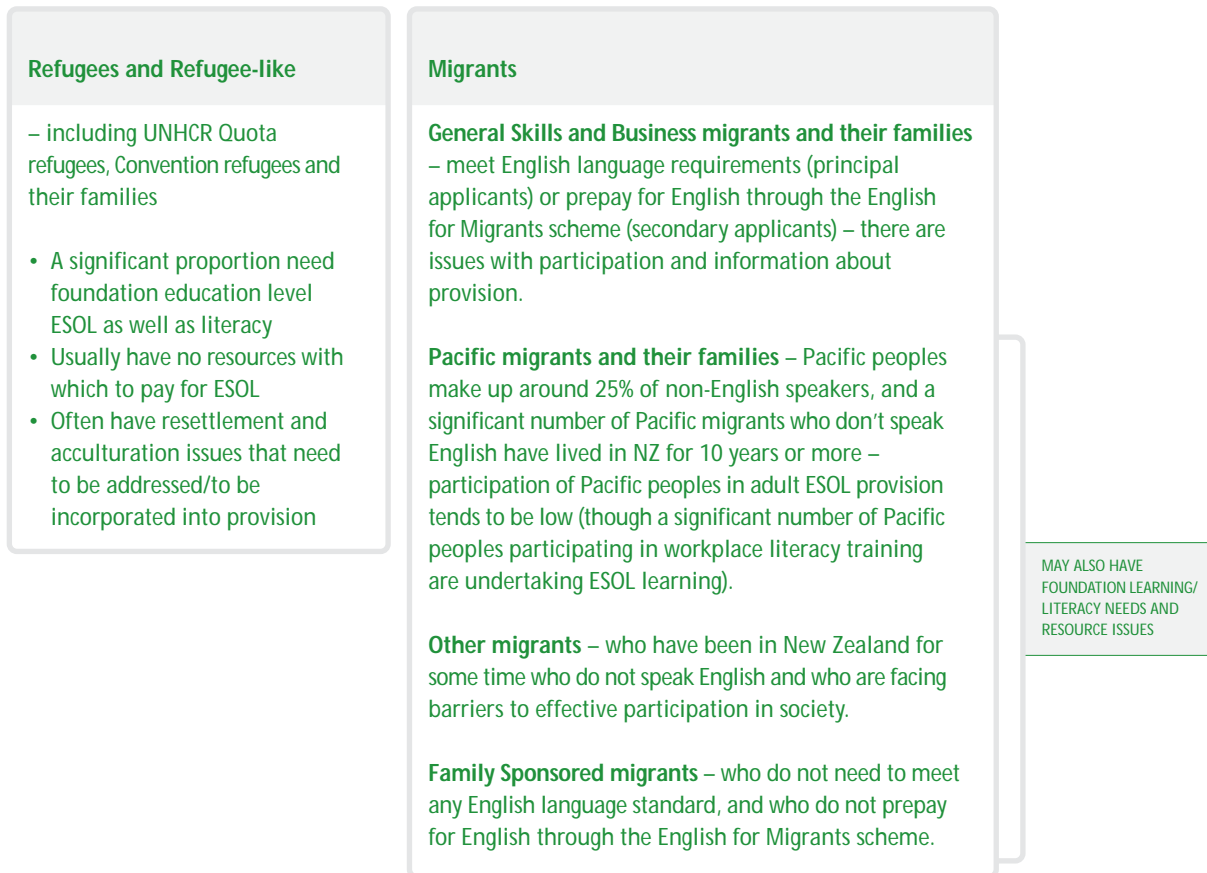 Refugees and Refugee-like
– including UNHCR Quota
refugees, Convention refugees and
their families
• A significant proportion need
foundation education level
ESOL as well as literacy
• Usually have no resources with
which to pay for ESOL
• Often have resettlement and
acculturation issues that need
to be addressed/to be
incorporated into provision
Migrants
General Skills and Business migrants and their families
– meet English language requirements (principal
applicants) or prepay for English through the English
for Migrants scheme (secondary applicants) – there are
issues with participation and information about
provision.
Pacific migrants and their families – Pacific peoples
make up around 25% of non-English speakers, and a
significant number of Pacific migrants who don’t speak
English have lived in NZ for 10 years or more –
participation of Pacific peoples in adult ESOL provision
tends to be low (though a significant number of Pacific
peoples participating in workplace literacy training
are undertaking ESOL learning).
Other migrants – who have been in New Zealand for
some time who do not speak English and who are facing
barriers to effective participation in society.
Family Sponsored migrants – who do not need to meet
any English language standard, and who do not prepay
for English through the English for Migrants scheme.
MAY ALSO HAVE
FOUNDATION LEARNING/
LITERACY NEEDS AND
RESOURCE ISSUES